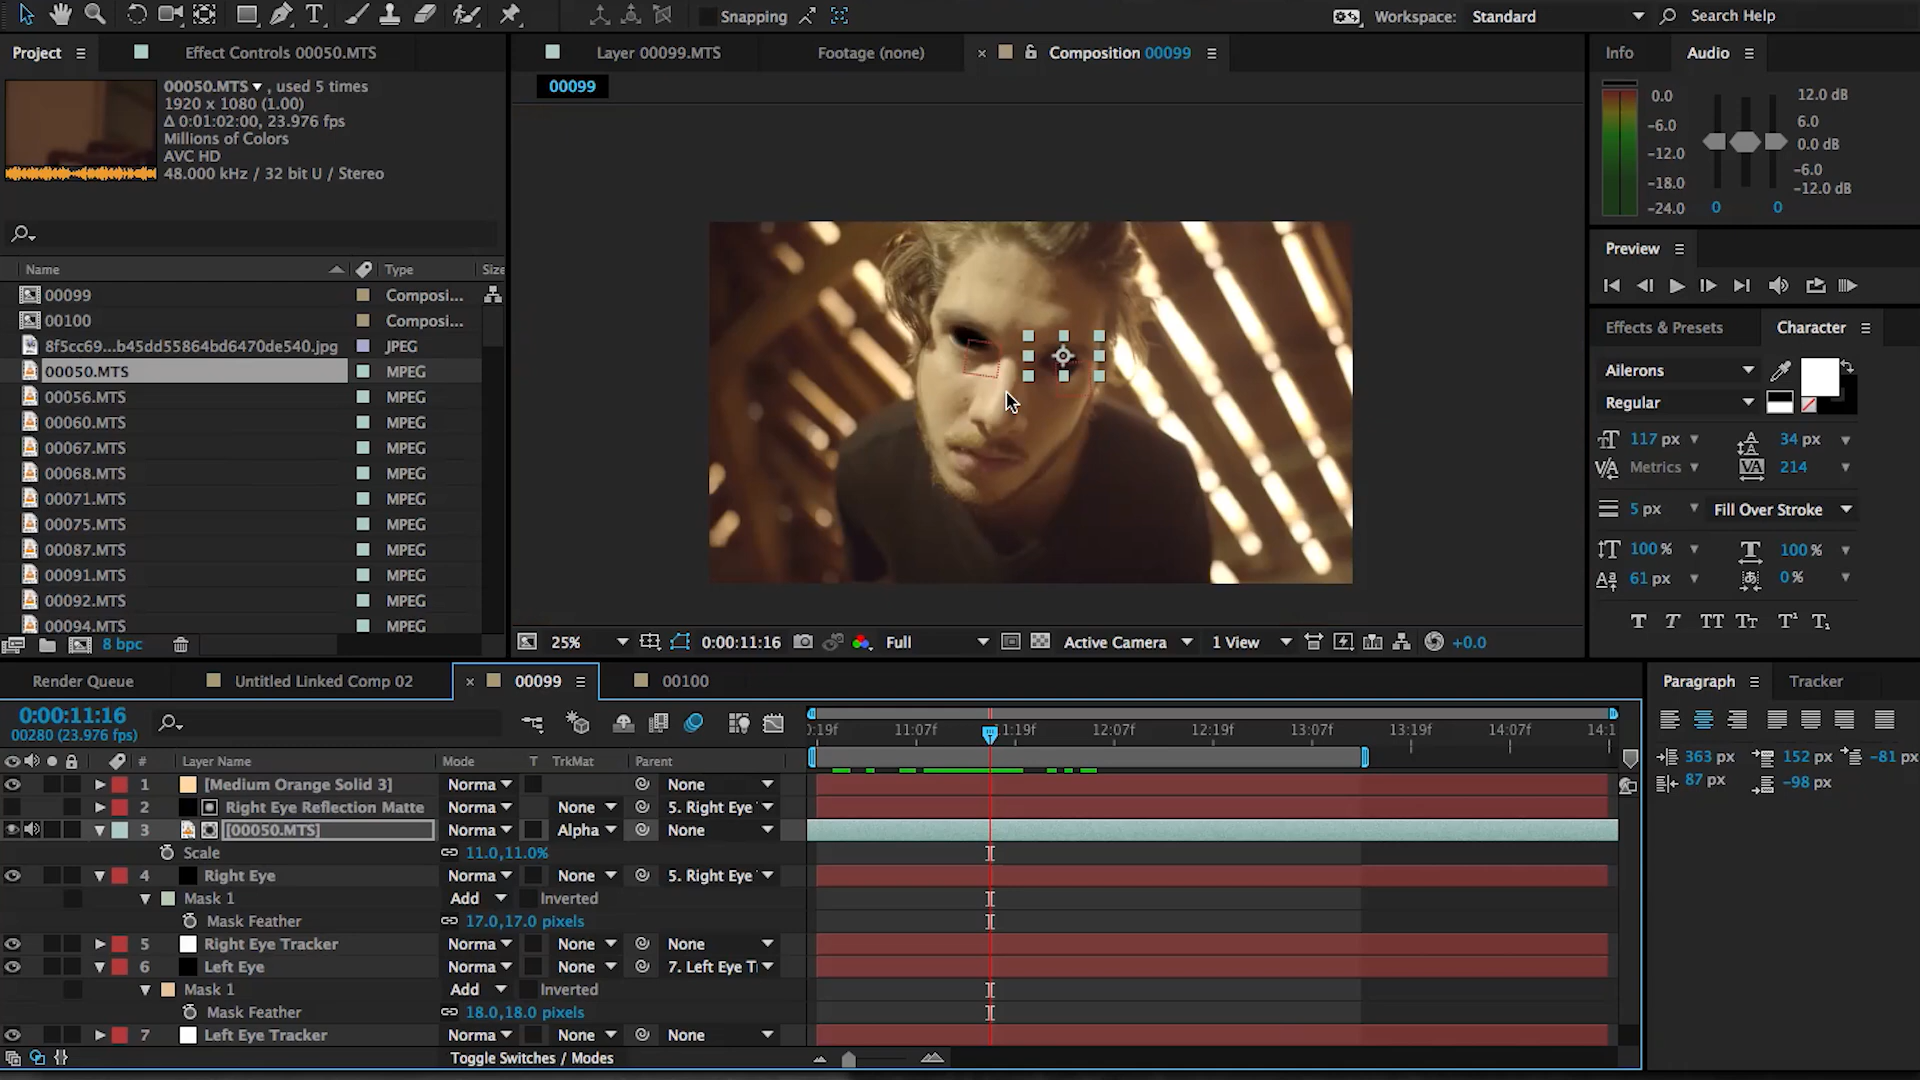 Snapping
Workspace: Standard
Search Help
Project
Effect Controls 00050.MTS
Layer 00099.MTS
Footage (none)
Composition 00099
Info
Audio
00099
00050.MTS , used 5 times
1920 x 1080 (1.00)
Δ 0:01:02:00, 23.976 fps
Millions of Colors
AVC HD
48.000 kHz / 32 bit U / Stereo
0.0
-6.0
-12.0
-18.0
-24.0
0
0
12.0 dB
6.0
0.0 dB
-6.0
-12.0 dB
Preview
Name
Type
Size
00099 Composi...
00100 Composi...
8f5cc69...b45dd55864bd6470de540.jpg JPEG
00050.MTS MPEG
00056.MTS MPEG
00060.MTS MPEG
00067.MTS MPEG
00068.MTS MPEG
00071.MTS MPEG
00075.MTS MPEG
00087.MTS MPEG
00091.MTS MPEG
00092.MTS MPEG
00094.MTS MPEG
8 bpc
Effects & Presets
Character
Ailerons
Regular
117 px
34 px
Metrics
214
5 px
Fill Over Stroke
100 %
100 %
61 px
0 %
25%
0:00:11:16
Full
Active Camera
1 View
+0.0
Render Queue
Untitled Linked Comp 02
00099
00100
Paragraph
Tracker
0:00:11:16
00280 (23.976 fps)
:19f
11:07f
1:19f
12:07f
12:19f
13:07f
13:19f
14:07f
14:1
363 px
152 px
-81 px
87 px
-98 px
# Layer Name Mode T TrkMat Parent
1 [Medium Orange Solid 3] Norma None
2 Right Eye Reflection Matte Norma None 5. Right Eye
3 [00050.MTS] Norma Alpha None
Scale 11.0,11.0%
4 Right Eye Norma None 5. Right Eye
Mask 1 Add Inverted
Mask Feather 17.0,17.0 pixels
5 Right Eye Tracker Norma None None
6 Left Eye Norma None 7. Left Eye T
Mask 1 Add Inverted
Mask Feather 18.0,18.0 pixels
7 Left Eye Tracker Norma None None
Toggle Switches / Modes